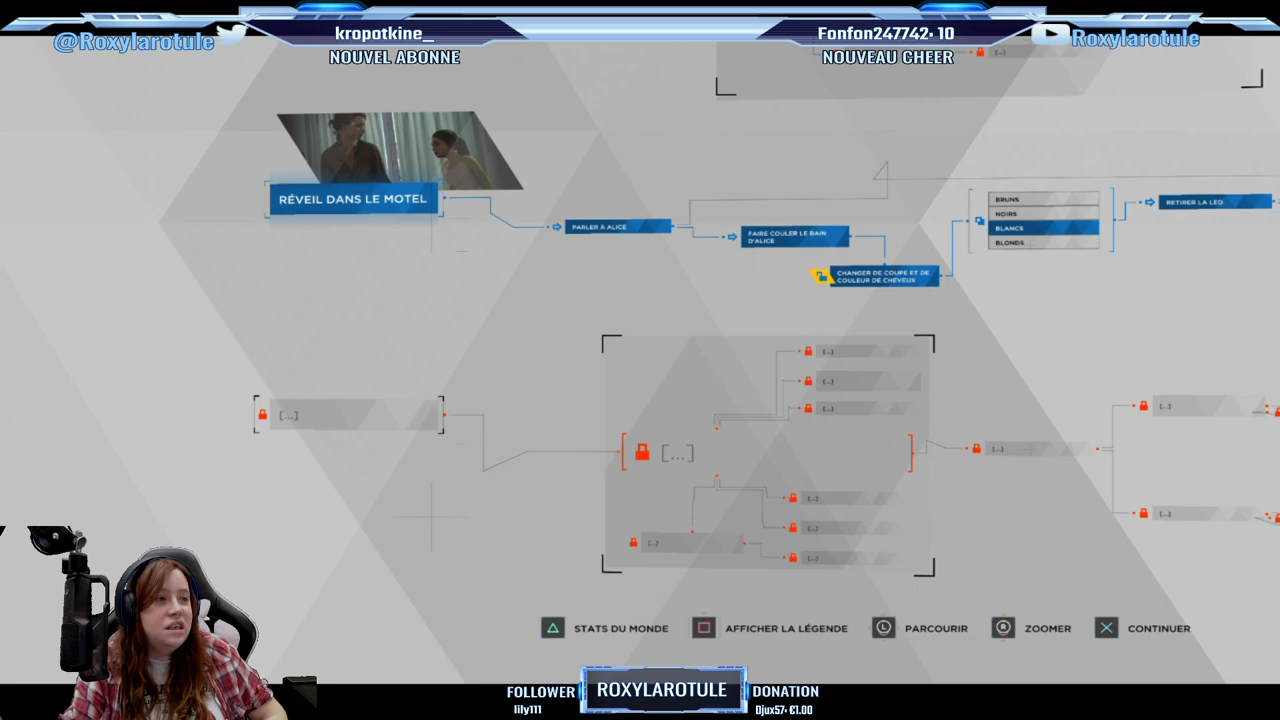 kropotkine_
Fonfon247742• 10
@Roxylarotule
Roxylarotule
NOUVEL ABONNE
NOUVEAU CHEER
[...]
RÉVEIL DANS LE MOTEL
PARLER À ALICE
FAIRE COULER LE BAIN
D'ALICE
CHANGER DE COUPE ET DE
COULEUR DE CHEVEUX
BRUNS
NOIRS
BLANCS
BLONDS
RETIRER LA LED
[...]
[...]
[...]
[...]
[...]
[...]
[...]
[...]
[...]
[...]
[...]
[...]
STATS DU MONDE
AFFICHER LA LÉGENDE
L
PARCOURIR
R
ZOOMER
CONTINUER
FOLLOWER
lily111
ROXYLAROTULE
DONATION
Djux57• €1.00